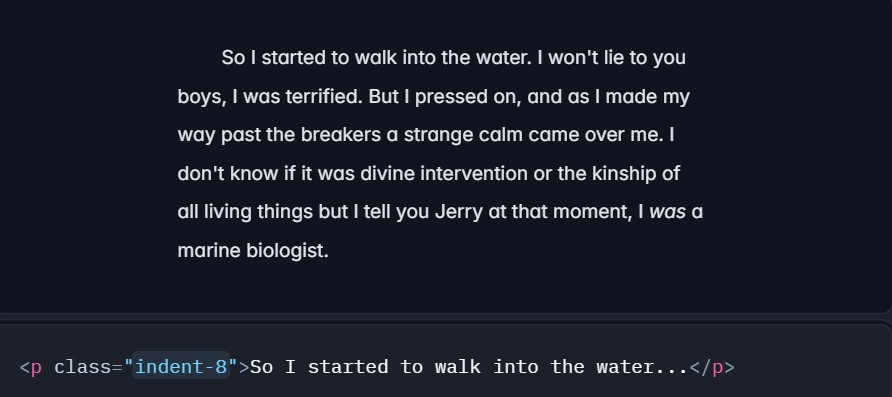 So I started to walk into the water. I won't lie to you
boys, I was terrified. But I pressed on, and as I made my
way past the breakers a strange calm came over me. I
don't know if it was divine intervention or the kinship of
all living things but I tell you Jerry at that moment, I was a
marine biologist.
<p class="indent-8">So I started to walk into the water...</p>